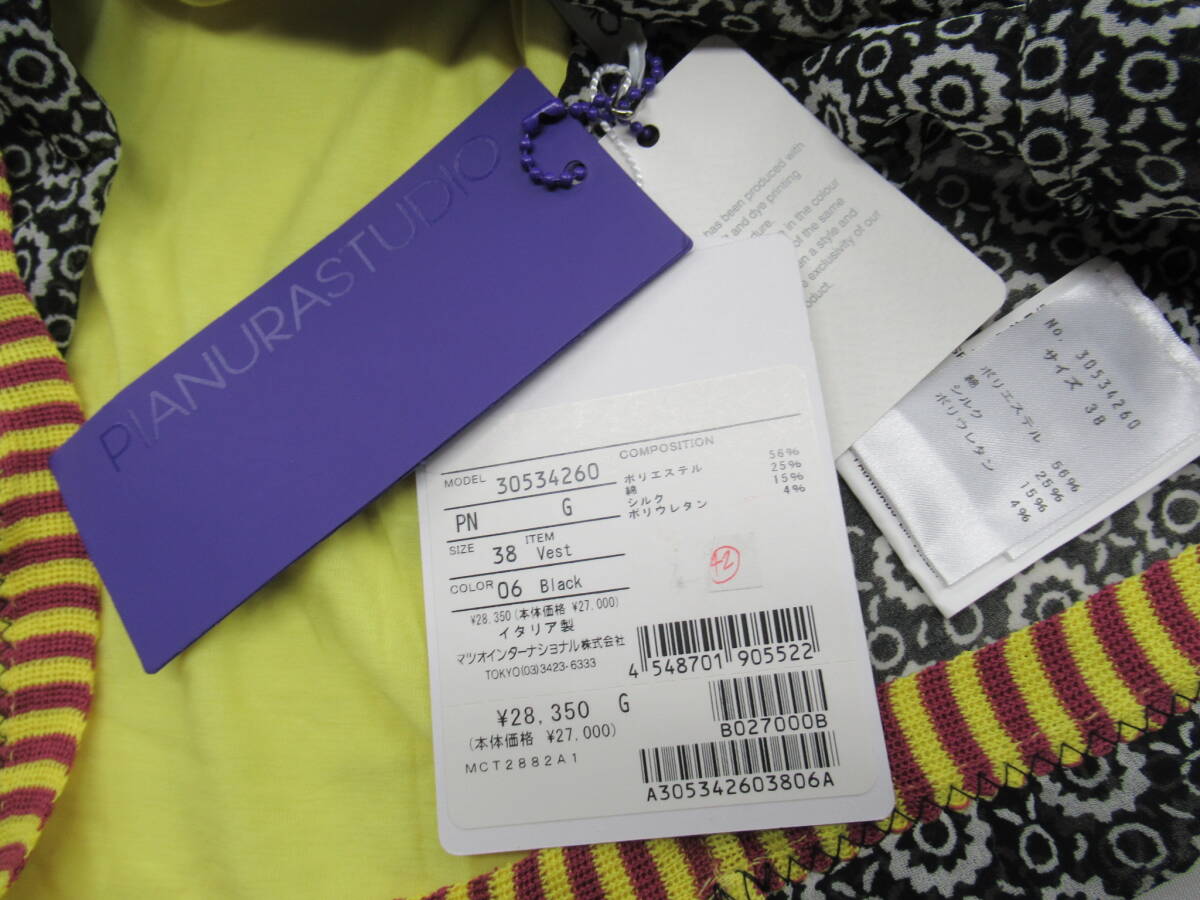 PIANURASTUDIO
has been produced with
and dye printing
in the colour
of the same
style and
exclusivity of our
MODEL 30534260
PN G
SIZE 38 ITEM Vest
COLOR 06 Black
¥28,350(本体価格 ¥27,000)
イタリア製
マツオインターナショナル株式会社
TOKYO(03)3423-6333
COMPOSITION
ポリエステル 56%
綿 25%
シルク 15%
ポリウレタン 4%
42
4 548701 905522
¥28,350 G
(本体価格 ¥27,000)
MCT2882A1
B027000B
A305342603806A
No. 30534260
サイズ 38
ポリエステル 56%
綿 25%
シルク 15%
ポリウレタン 4%